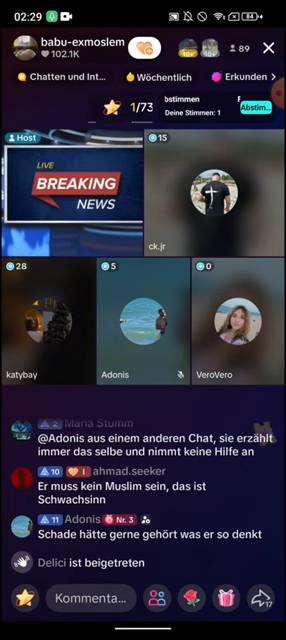 02:29
84
babu-exmoslem
102.1K
89
Chatten und Int...
Wöchentlich
Erkunden
1/73
bstimmen
Deine Stimmen: 1
Abstim...
Host
15
LIVE
BREAKING
NEWS
ck.jr
28
5
0
katybay
Adonis
VeroVero
2 Maria Stumm
@Adonis aus einem anderen Chat, sie erzählt
immer das selbe und nimmt keine Hilfe an
10 I ahmad.seeker
Er muss kein Muslim sein, das ist
Schwachsinn
11 Adonis Nr. 3
Schade hätte gerne gehört was er so denkt
Delici ist beigetreten
Kommenta...
17